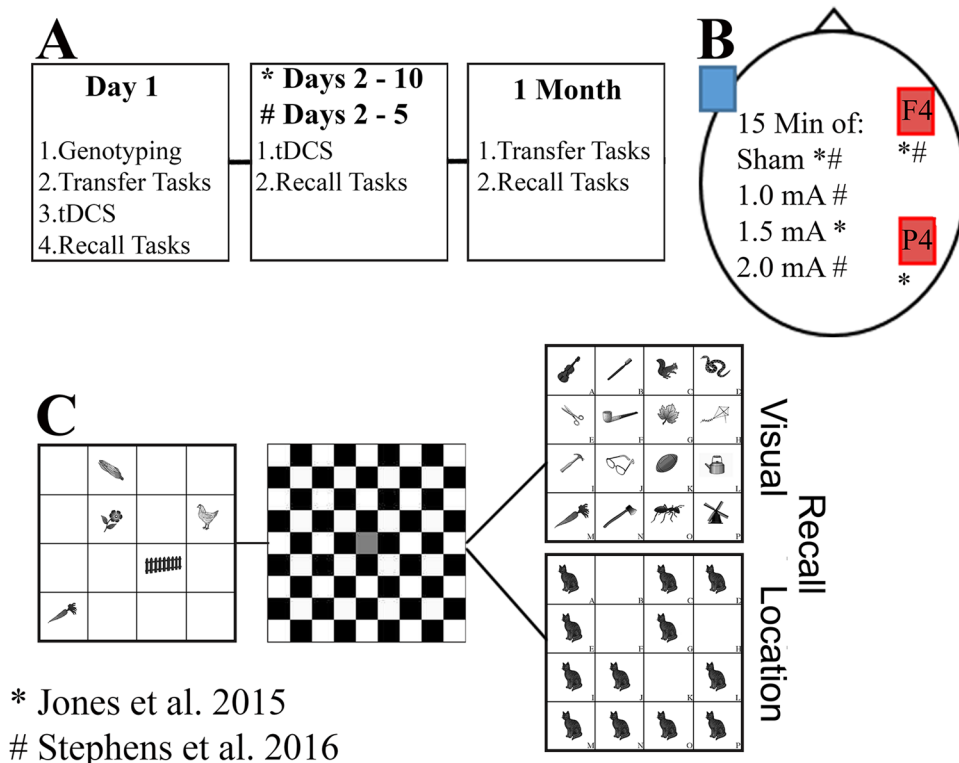 A
Day 1
1.Genotyping
2.Transfer Tasks
3.tDCS
4.Recall Tasks
* Days 2 - 10
# Days 2 - 5
1.tDCS
2.Recall Tasks
1 Month
1.Transfer Tasks
2.Recall Tasks
B
15 Min of:
Sham *#
1.0 mA #
1.5 mA *
2.0 mA #
F4
*#
P4
*
C
A B C D
E F G H
I J K L
M N O P
Visual
A B C D
E F G H
I J K L
M N O P
Location
Recall
* Jones et al. 2015
# Stephens et al. 2016